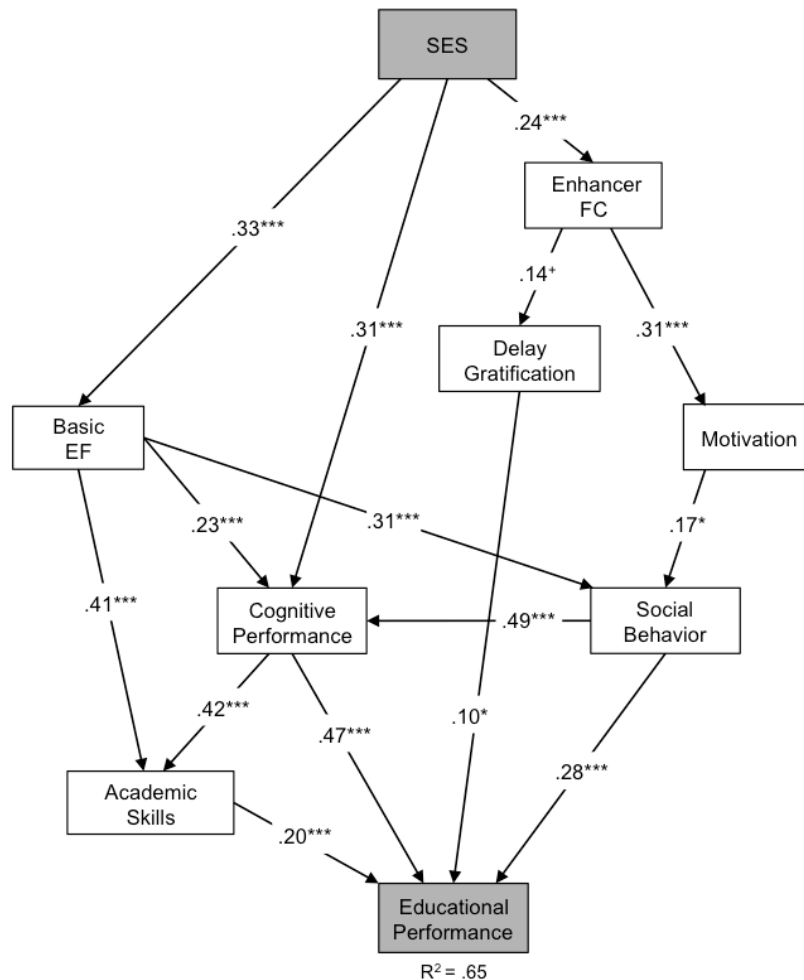 SES
.24***
Enhancer
FC
.33***
.14+
.31***
.31***
Delay
Gratification
Basic
EF
Motivation
.23***
.31***
.17*
.41***
Cognitive
Performance
.49***
Social
Behavior
.42***
.47***
.10*
.28***
Academic
Skills
.20***
Educational
Performance
R² = .65